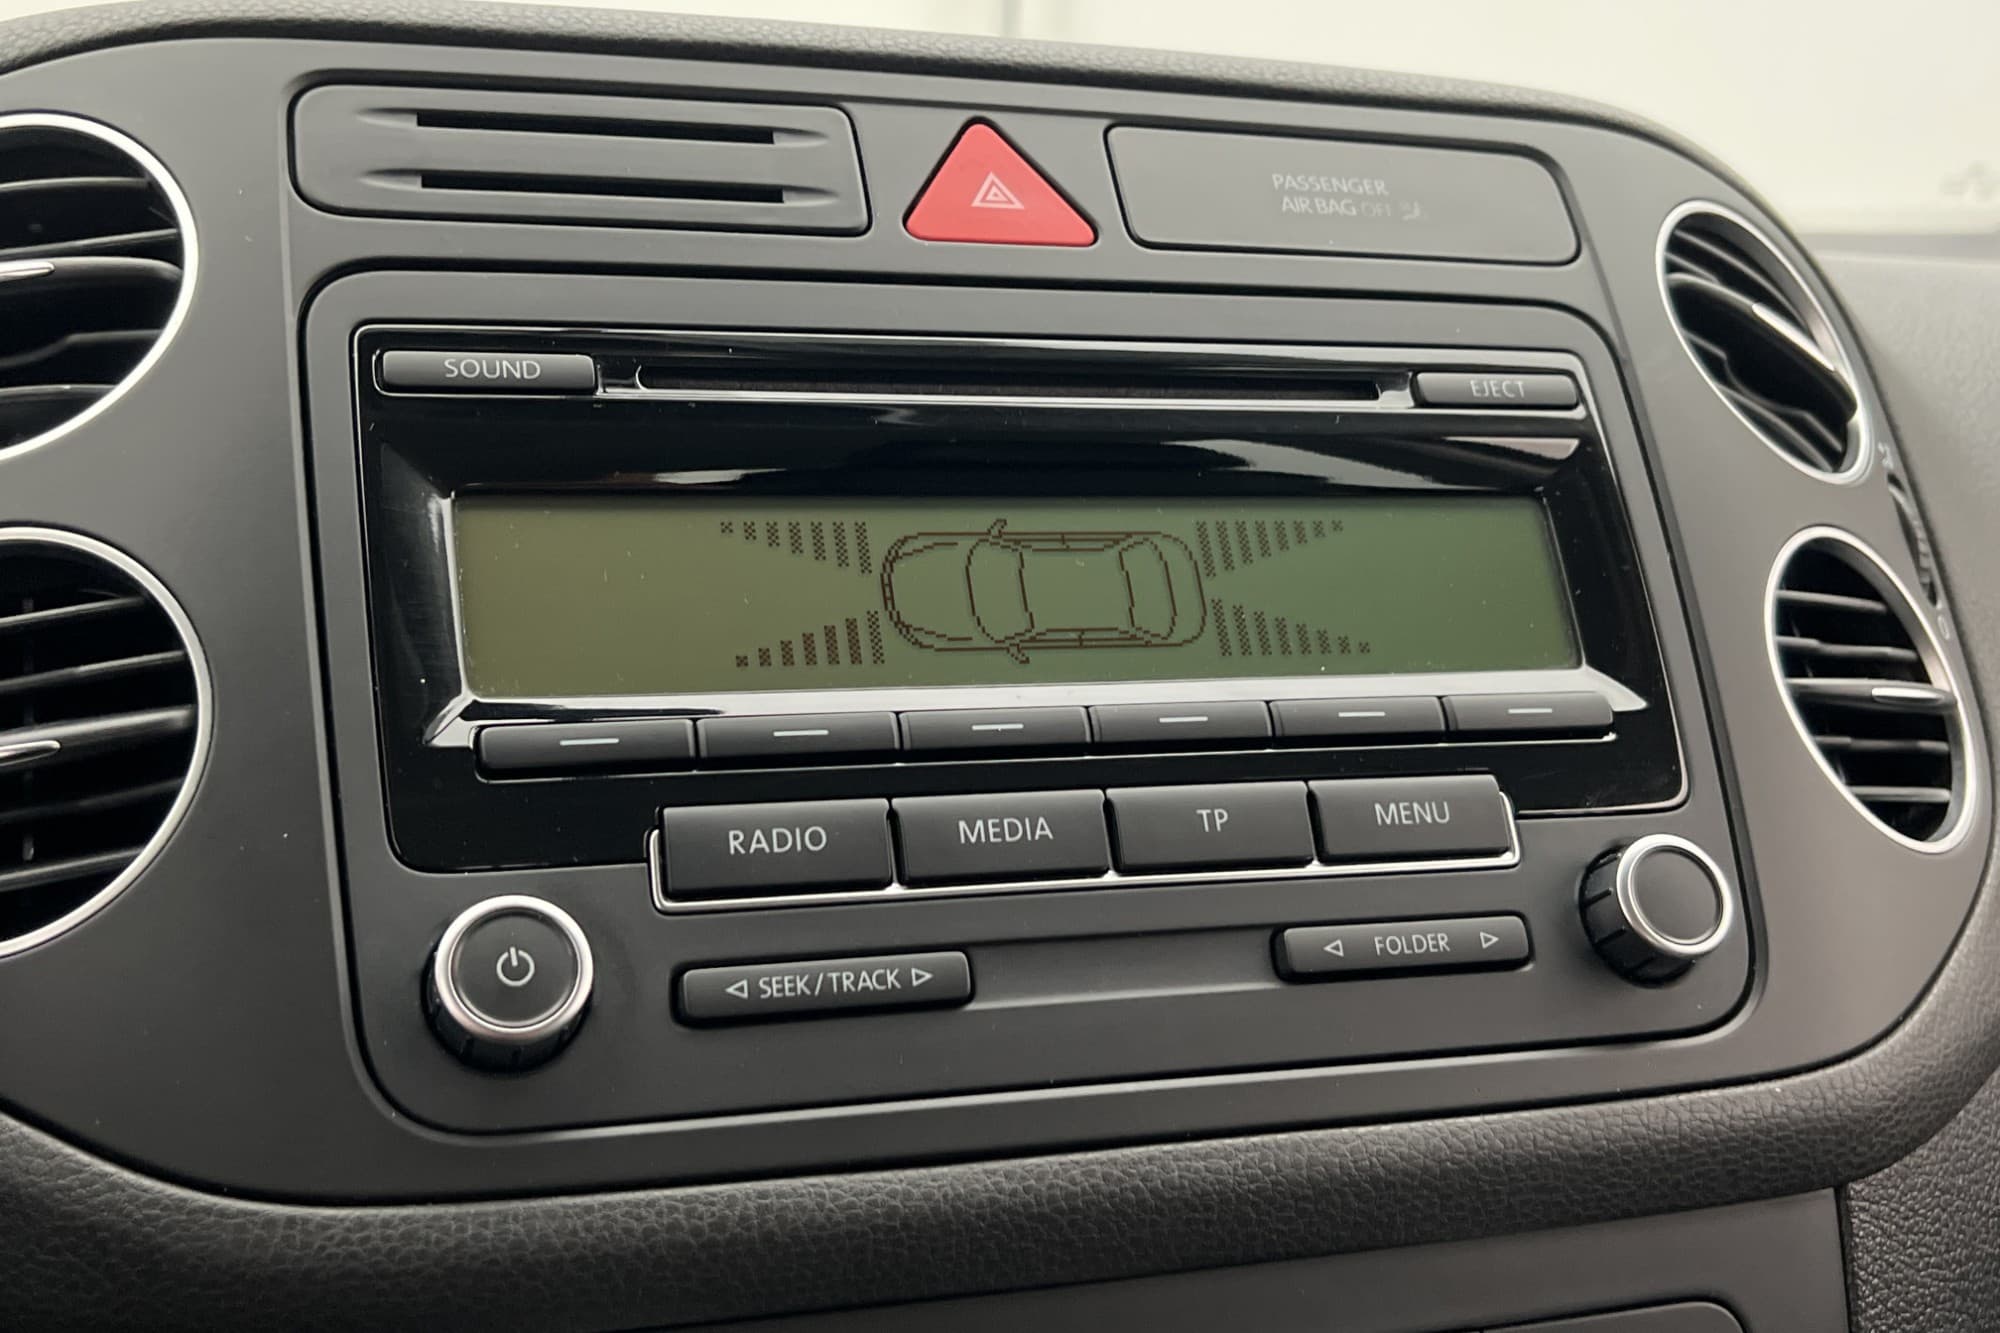 PASSENGER
AIR BAG OFF
SOUND
EJECT
RADIO
MEDIA
TP
MENU
SEEK/TRACK
FOLDER